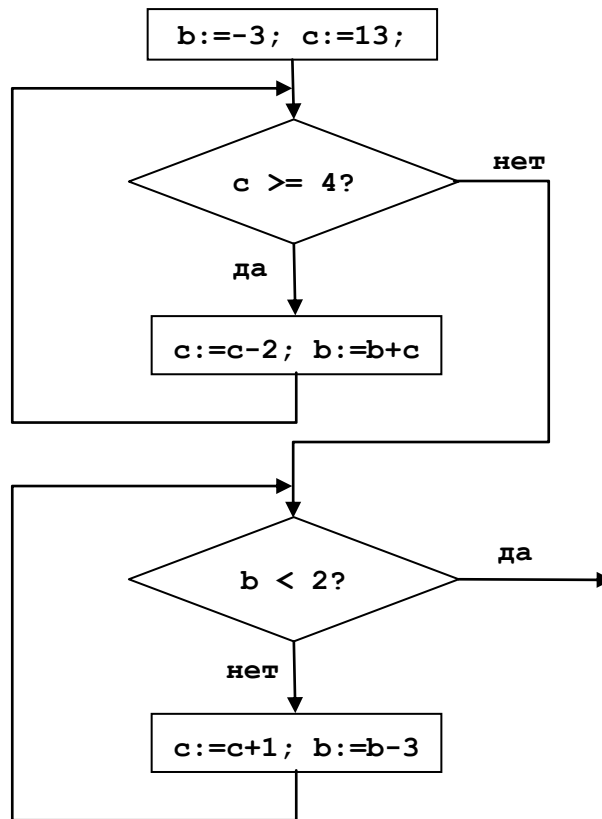 b:=-3; c:=13;
c >= 4?
нет
да
c:=c-2; b:=b+c
b < 2?
да
нет
c:=c+1; b:=b-3